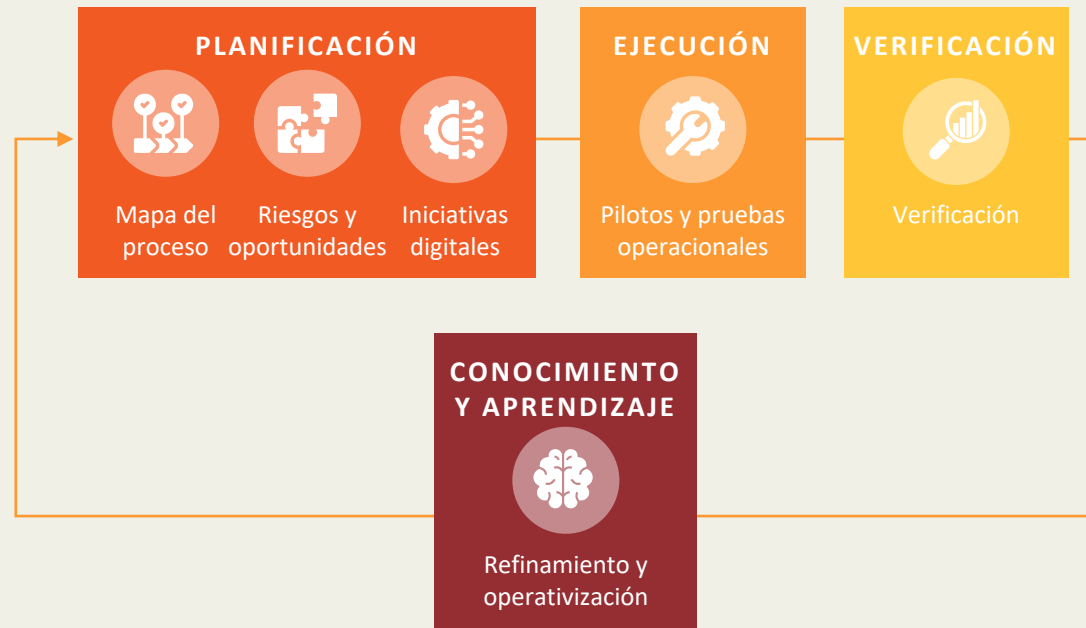 PLANIFICACIÓN
Mapa del
proceso
Riesgos y
oportunidades
Iniciativas
digitales
EJECUCIÓN
Pilotos y pruebas
operacionales
VERIFICACIÓN
Verificación
CONOCIMIENTO
Y APRENDIZAJE
Refinamiento y
operativización